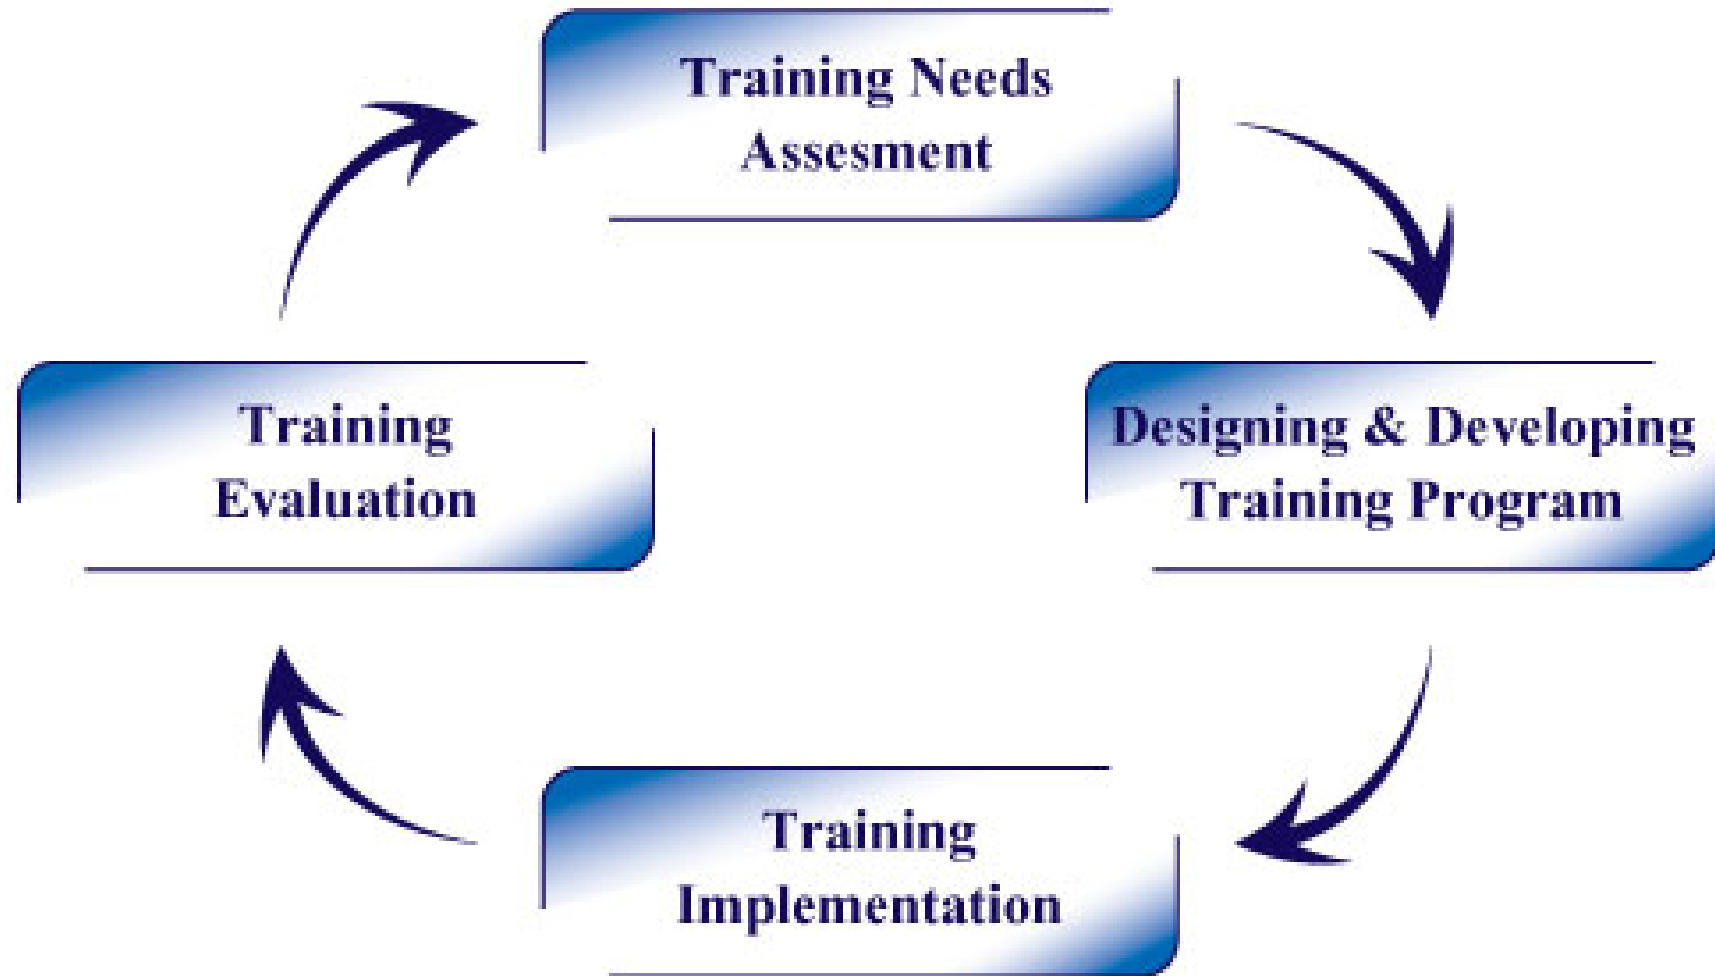 Training Needs
Assesment
Designing & Developing
Training Program
Training
Implementation
Training
Evaluation